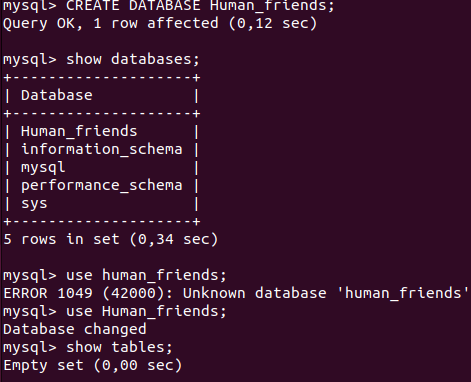 mysql> CREATE DATABASE Human_friends;
Query OK, 1 row affected (0,12 sec)
mysql> show databases;
+--------------------+
| Database           |
+--------------------+
| Human_friends      |
| information_schema |
| mysql              |
| performance_schema |
| sys                |
+--------------------+
5 rows in set (0,34 sec)
mysql> use human_friends;
ERROR 1049 (42000): Unknown database 'human_friends'
mysql> use Human_friends;
Database changed
mysql> show tables;
Empty set (0,00 sec)